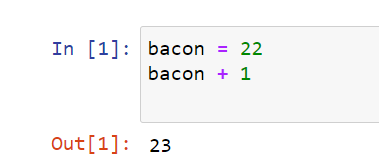 In [1]: bacon = 22
bacon + 1
Out[1]: 23